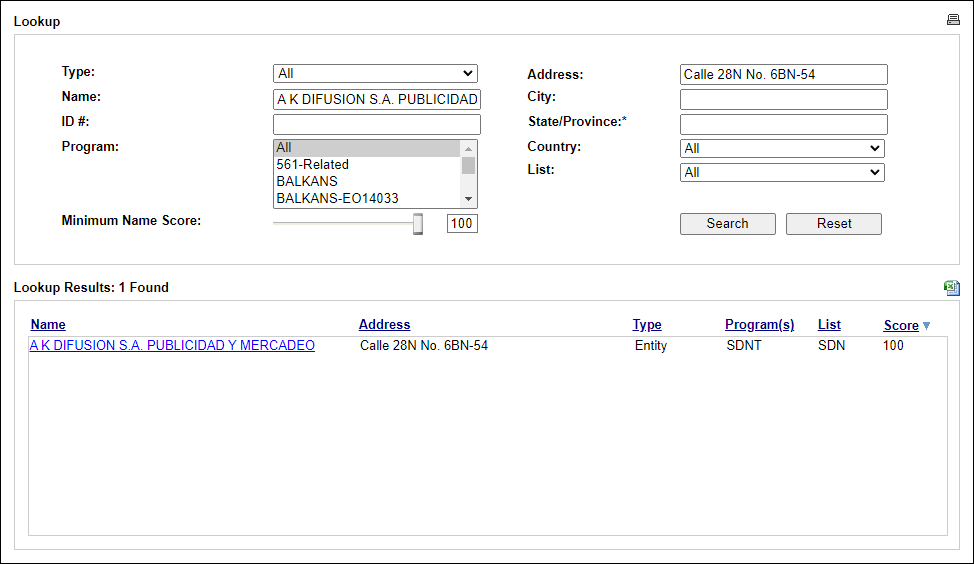 Lookup
Type: All
Name: A K DIFUSION S.A. PUBLICIDAD
ID #:
Program: All
561-Related
BALKANS
BALKANS-EO14033
Minimum Name Score: 100
Address: Calle 28N No. 6BN-54
City:
State/Province:*
Country: All
List: All
Search Reset
Lookup Results: 1 Found
Name Address Type Program(s) List Score
A K DIFUSION S.A. PUBLICIDAD Y MERCADEO Calle 28N No. 6BN-54 Entity SDNT SDN 100